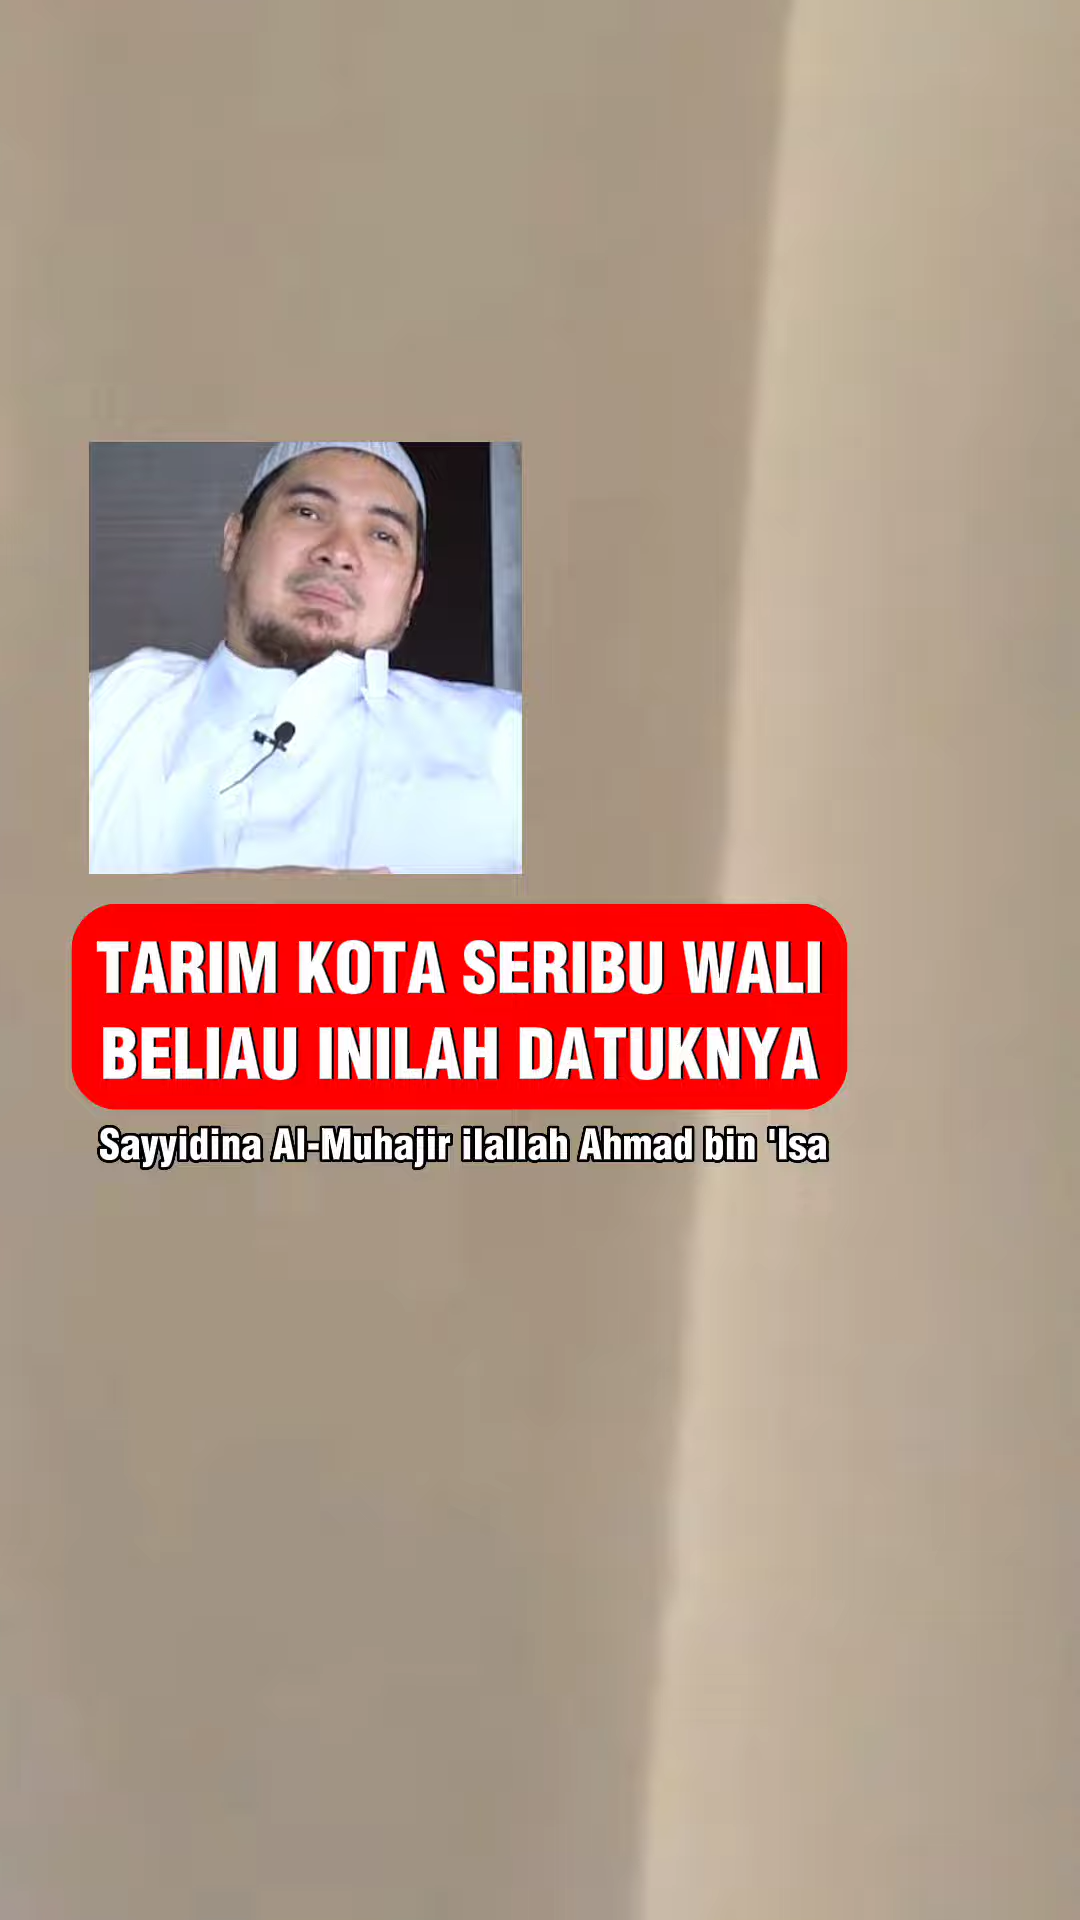 TARIM KOTA SERIBU WALI
BELIAU INILAH DATUKNYA
Sayyidina Al-Muhajir ilallah Ahmad bin 'Isa